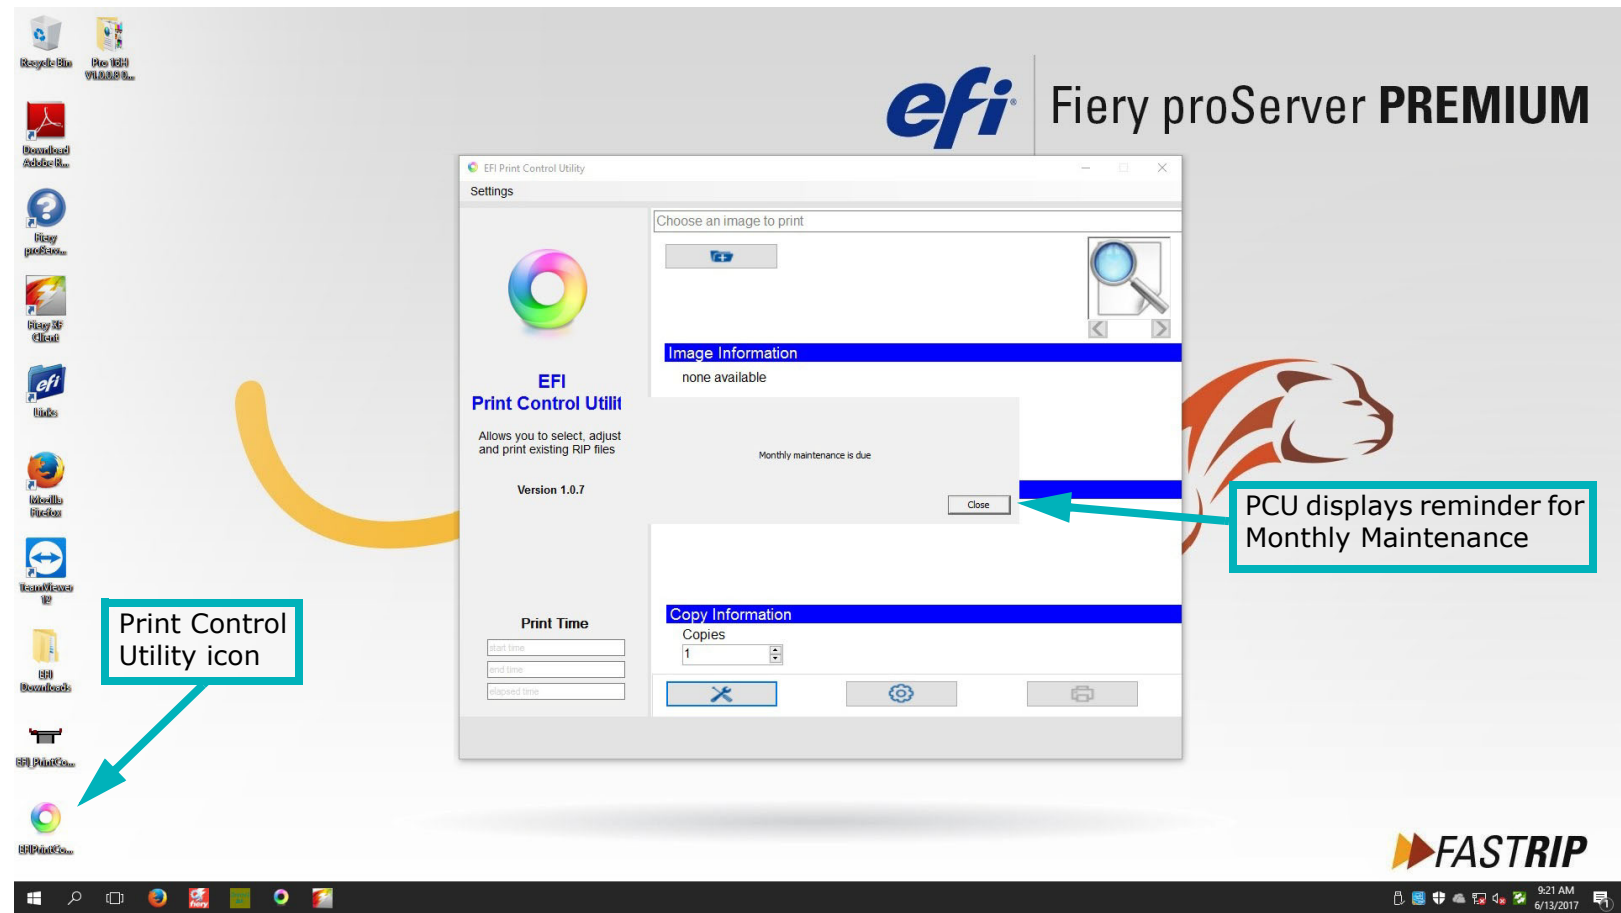 Recycle Bin
Pro 16H
Download
Adobe R...
Fiery
proServ...
Fiery XF
Client
efi
Links
Mozilla
Firefox
TeamViewer
12
EFI
Downloads
EFI_PrintCo...
EFIPrintCo...
efi
Fiery proServer PREMIUM
EFI Print Control Utility
Settings
Choose an image to print
Image Information
none available
EFI
Print Control Utilit
Allows you to select, adjust
and print existing RIP files
Version 1.0.7
Monthly maintenance is due
Close
PCU displays reminder for
Monthly Maintenance
Print Control
Utility icon
Print Time
start time
end time
elapsed time
Copy Information
Copies
1
FASTRIP
fiery
9:21 AM
6/13/2017